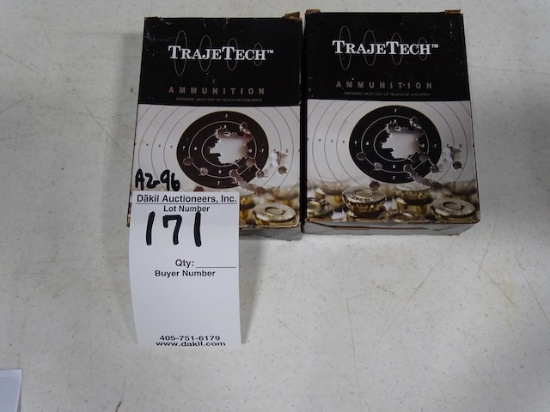 TRAJETECH™
AMMUNITION
TRAJETECH™
AMMUNITION
A2-96
Däkil Auctioneers, Inc.
Lot Number
171
Qty:
Buyer Number
405-751-6179
www.dakil.com